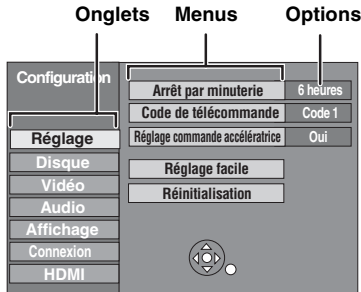 Onglets Menus Options
Configuration
Arrêt par minuterie 6 heures
Code de télécommande Code 1
Réglage Réglage commande accélératrice Oui
Disque
Réglage facile
Vidéo
Réinitialisation
Audio
Affichage
Connexion
HDMI